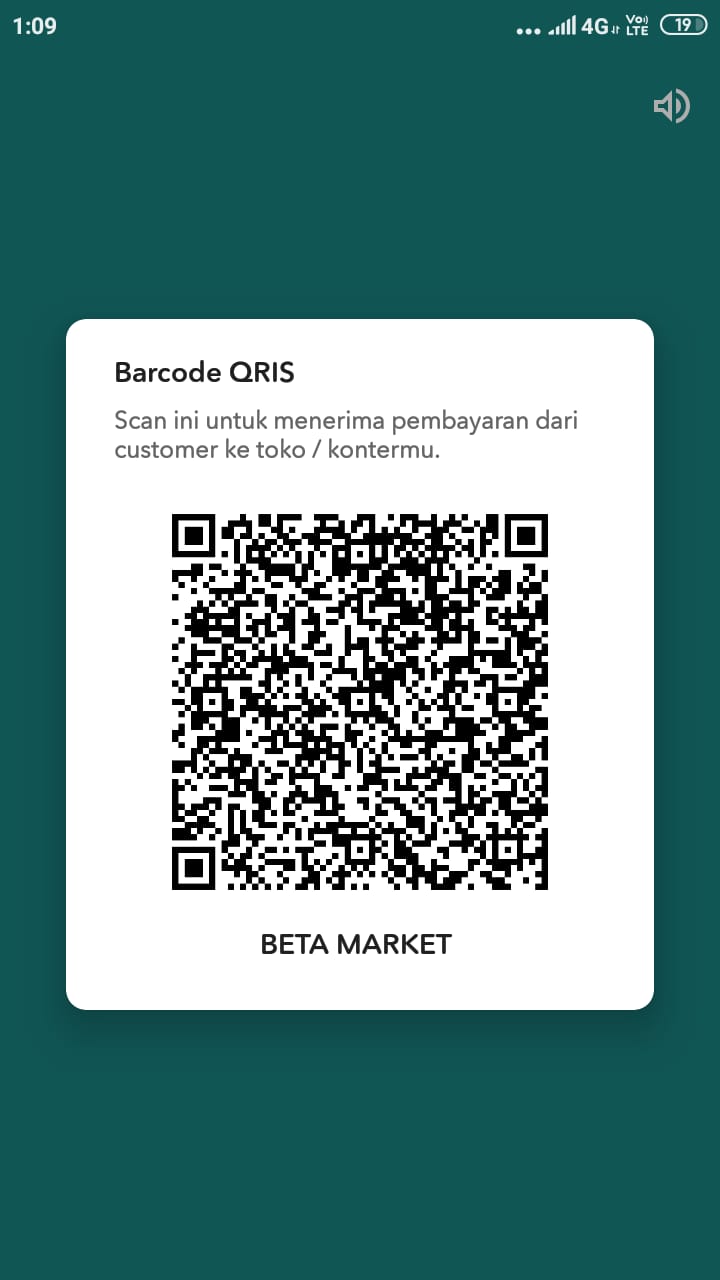 1:09
4G
Vo))
LTE
19
Barcode QRIS
Scan ini untuk menerima pembayaran dari
customer ke toko / kontermu.
BETA MARKET